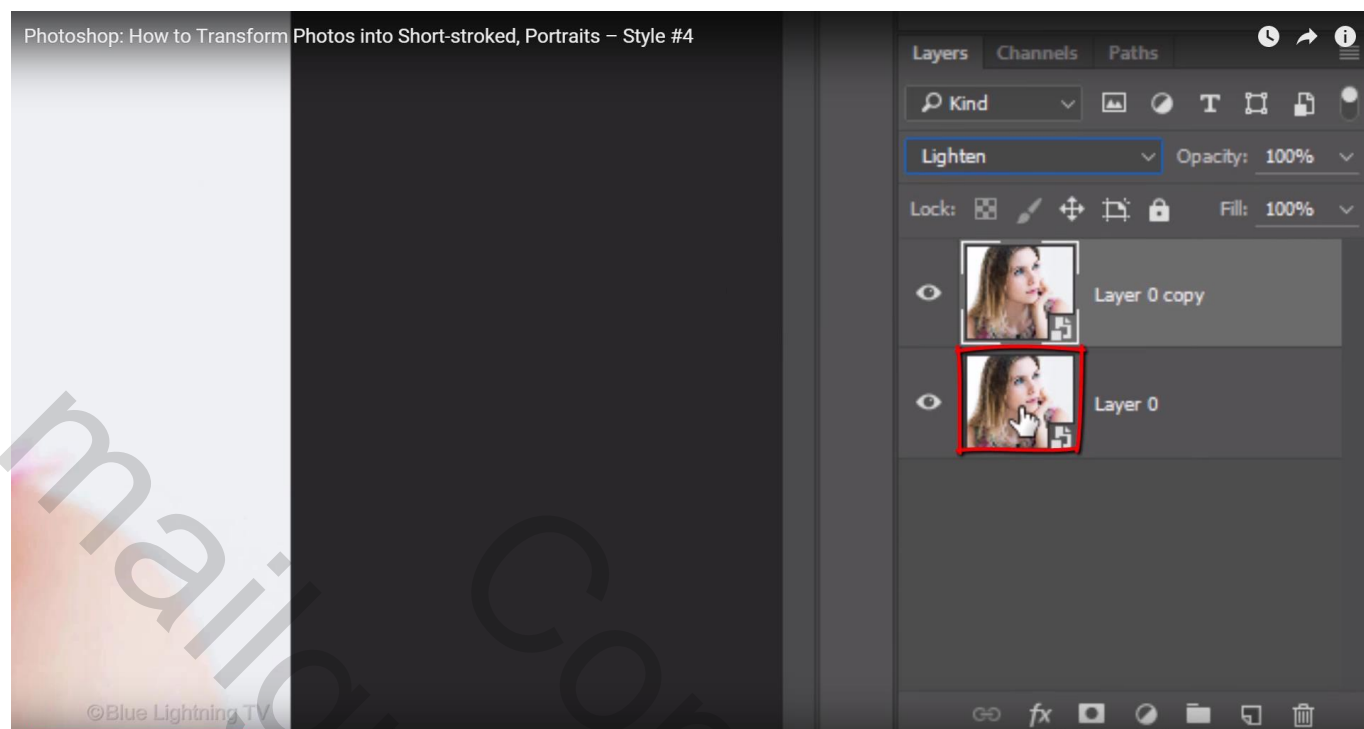 Photoshop: How to Transform Photos into Short-stroked, Portraits – Style #4
Layers Channels Paths
Kind
Lighten Opacity: 100%
Lock: Fill: 100%
Layer 0 copy
Layer 0
fx
©Blue Lightning TV